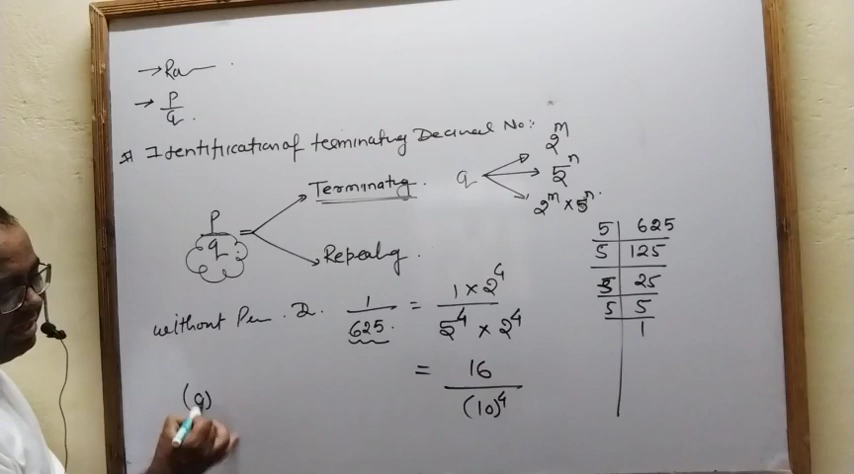 → Ra
→ P/q.
* Identification of terminating Decimal No:
q → 2^m
5^n
2^m × 5^n.
P/q = Terminatg.
Repeatg.
without Per. D. 1/625. = 1 × 2^4 / 5^4 × 2^4
= 16 / (10)^4
(a)
5 | 625
5 | 125
5 | 25
5 | 5
1